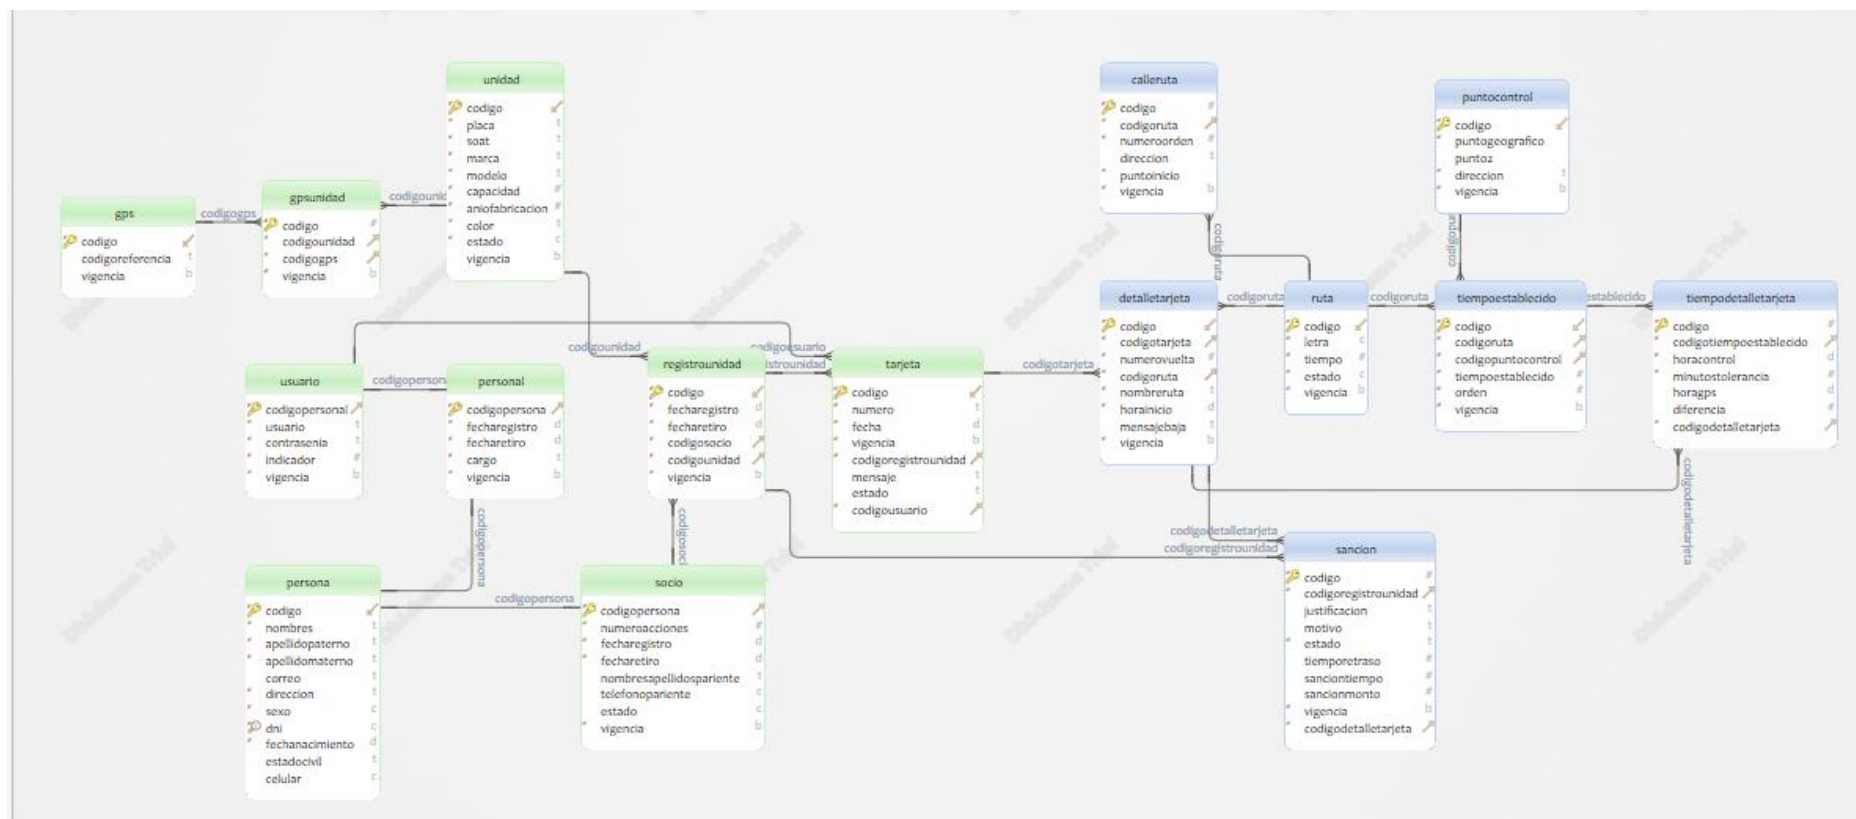 unidad
codigo
placa
soat
marca
modelo
capacidad
aniofabricacion
color
estado
vigencia
gps
codigo
codigoreferencia
vigencia
codigogps
gpsunidad
codigo
codigounidad
codigogps
vigencia
codigounid
calleruta
codigo
codigoruta
numeroorden
direccion
puntoinicio
vigencia
codigoruta
puntocontrol
codigo
puntogeografico
punto2
direccion
vigencia
usuario
codigopersonal
usuario
contrasenia
indicador
vigencia
codigopersona
personal
codigopersona
fecharegistro
fecharetiro
cargo
vigencia
codigounidad
registrounidad
codigo
fecharegistro
fecharetiro
codigosocio
codigounidad
vigencia
codigousuario
istrounidad
tarjeta
codigo
numero
fecha
vigencia
codigoregistrounidad
mensaje
estado
codigousuario
codigotarjeta
detalletarjeta
codigo
codigotarjeta
numerovuelta
codigoruta
nombreruta
horainicio
mensajebaja
vigencia
codigoruta
ruta
codigo
letra
tiempo
estado
vigencia
codigoruta
tiempoestablecido
codigo
codigoruta
codigopuntocontrol
tiempoestablecido
orden
vigencia
establecido
tiempodetalletarjeta
codigo
codigotiempoestablecido
horacontrol
minutostolerancia
horagps
diferencia
codigodetalletarjeta
codigodetalletarjeta
persona
codigo
nombres
apellidopaterno
apellidomaterno
correo
direccion
sexo
dni
fechanacimiento
estadocivil
celular
codigopersona
codigopersona
codigosoci
socio
codigopersona
numeroacciones
fecharegistro
fecharetiro
nombresapellidospariente
telefonopariente
estado
vigencia
codigodetalletarjeta
codigoregistrounidad
sancion
codigo
codigoregistrounidad
justificacion
motivo
estado
tiemporetraso
sanciontiempo
sancionmonto
vigencia
codigodetalletarjeta